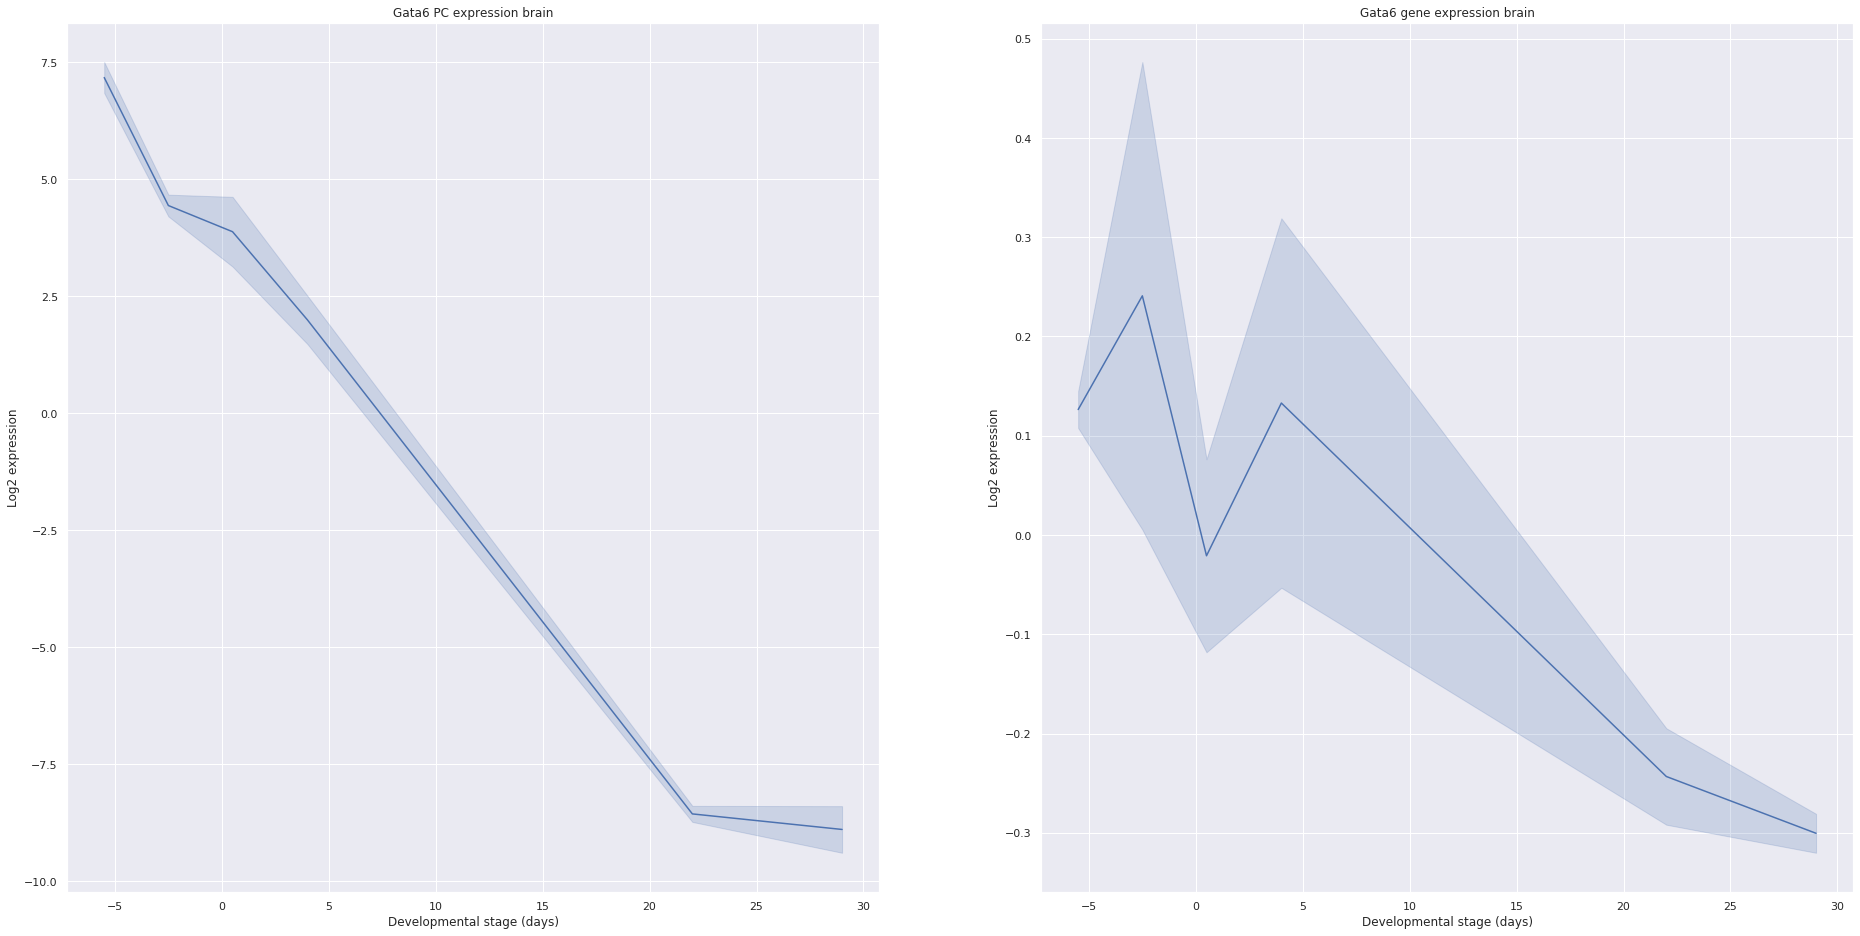 Gata6 PC expression brain
Log2 expression
7.5
5.0
2.5
0.0
−2.5
−5.0
−7.5
−10.0
−5 0 5 10 15 20 25 30
Developmental stage (days)
Gata6 gene expression brain
Log2 expression
0.5
0.4
0.3
0.2
0.1
0.0
−0.1
−0.2
−0.3
−5 0 5 10 15 20 25 30
Developmental stage (days)